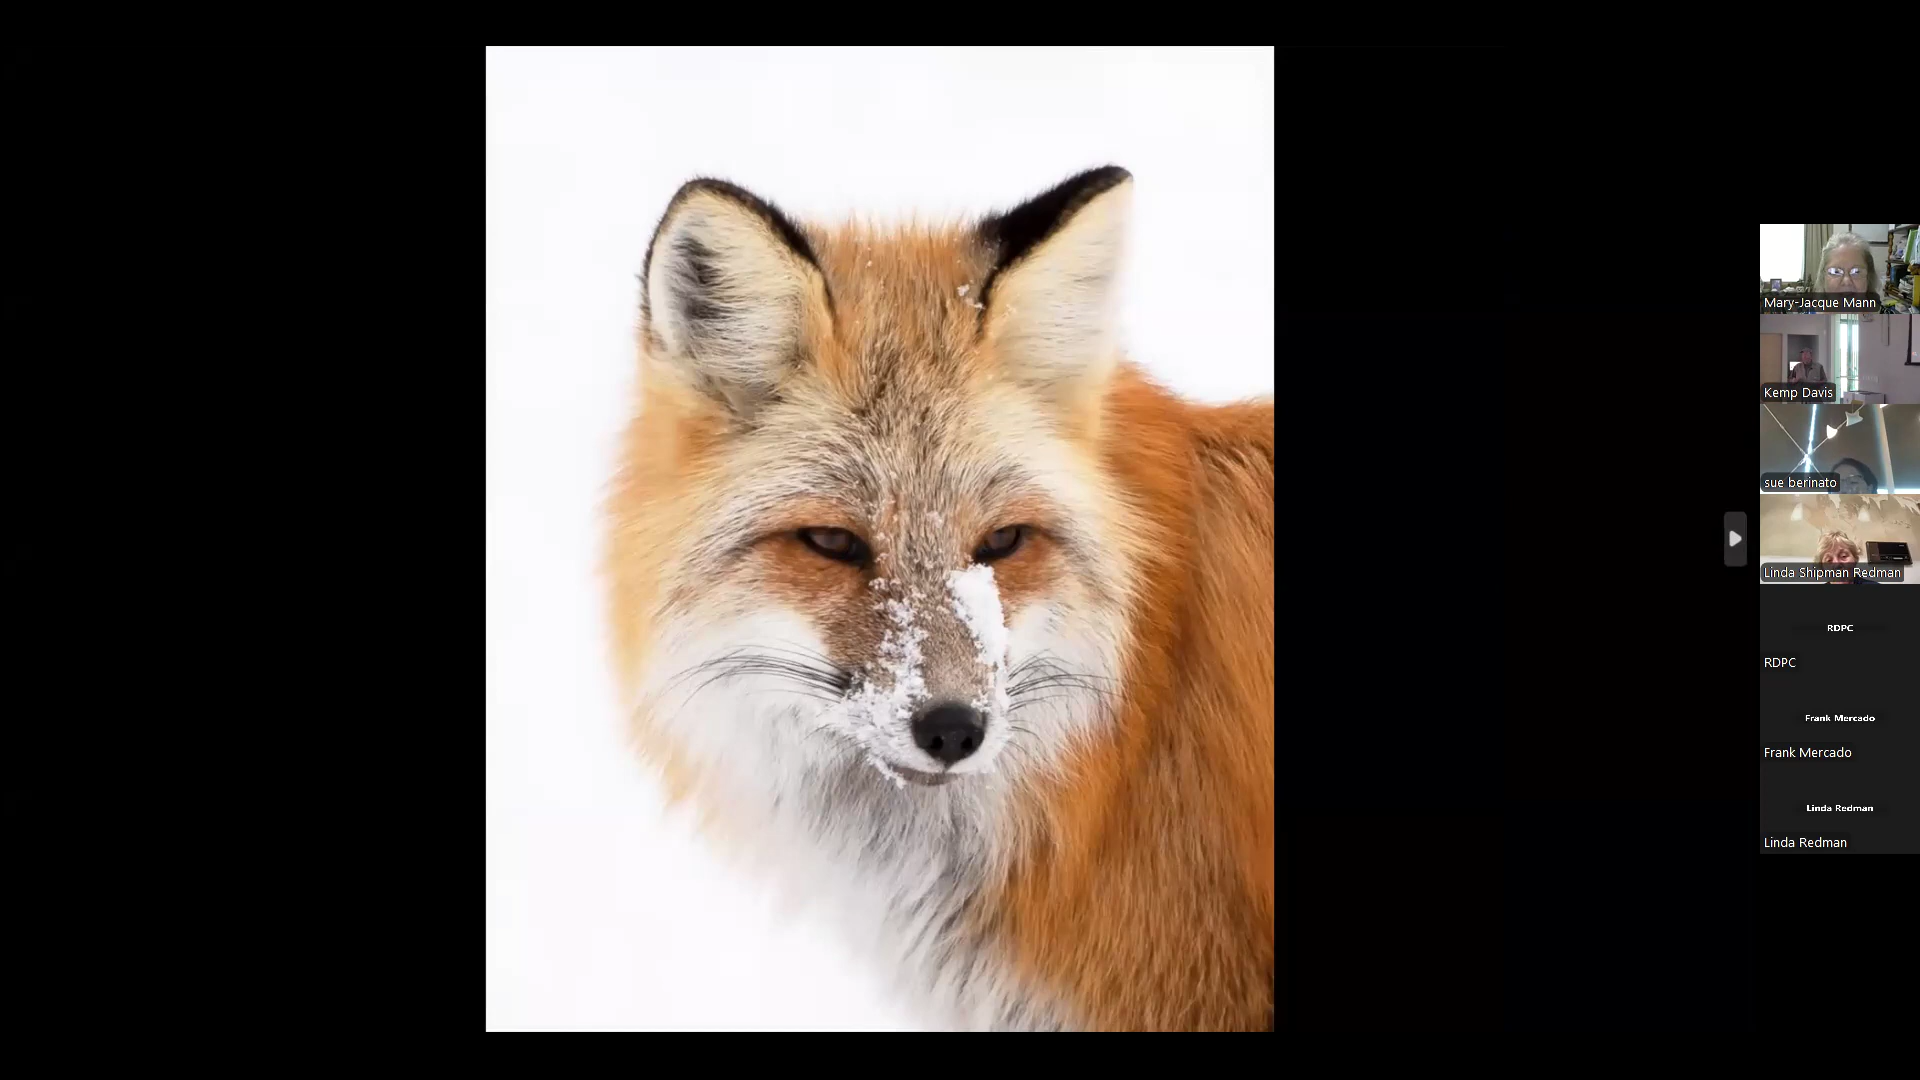 Mary-Jacque Mann
Kemp Davis
sue berinato
Linda Shipman Redman
RDPC
RDPC
Frank Mercado
Frank Mercado
Linda Redman
Linda Redman